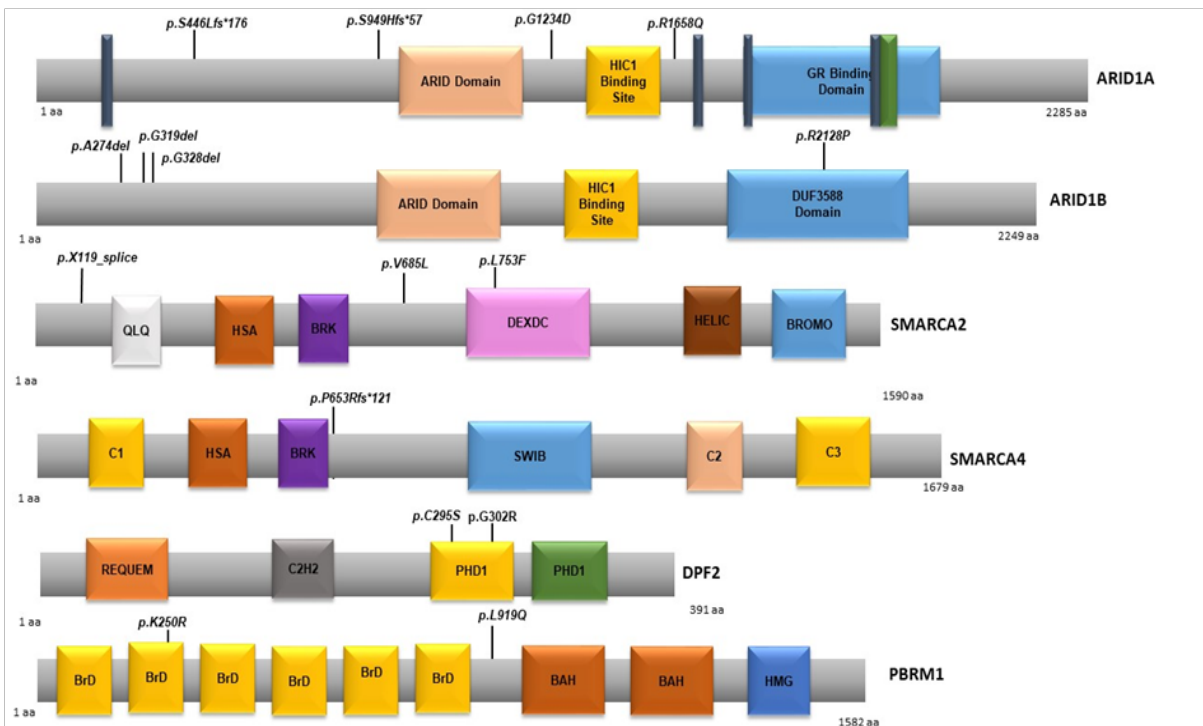 p.S446Lfs*176
p.S949Hfs*57
p.G1234D
p.R1658Q
ARID Domain
HIC1
Binding
Site
GR Binding
Domain
ARID1A
1 aa
2285 aa
p.A274del
p.G319del
p.G328del
p.R2128P
ARID Domain
HIC1
Binding
Site
DUF3588
Domain
ARID1B
1 aa
2249 aa
p.X119_splice
p.V685L
p.L753F
QLQ
HSA
BRK
DEXDC
HELIC
BROMO
SMARCA2
1 aa
1590 aa
p.P653Rfs*121
C1
HSA
BRK
SWIB
C2
C3
SMARCA4
1 aa
1679 aa
p.C295S
p.G302R
REQUEM
C2H2
PHD1
PHD1
DPF2
1 aa
391 aa
p.K250R
p.L919Q
BrD
BrD
BrD
BrD
BrD
BrD
BAH
BAH
HMG
PBRM1
1 aa
1582 aa